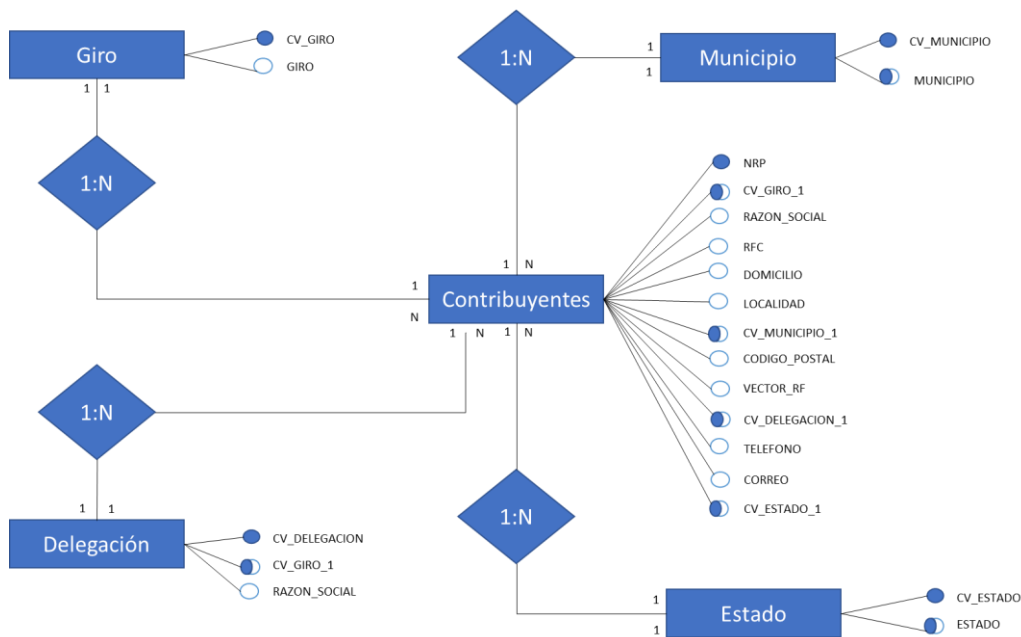 Giro
CV_GIRO
GIRO
1 1
1:N
1:N
1
1
Municipio
CV_MUNICIPIO
MUNICIPIO
1 N
1
N
Contribuyentes
1 N
1 N
NRP
CV_GIRO_1
RAZON_SOCIAL
RFC
DOMICILIO
LOCALIDAD
CV_MUNICIPIO_1
CODIGO_POSTAL
VECTOR_RF
CV_DELEGACION_1
TELEFONO
CORREO
CV_ESTADO_1
1:N
1 1
Delegación
CV_DELEGACION
CV_GIRO_1
RAZON_SOCIAL
1:N
1
1
Estado
CV_ESTADO
ESTADO